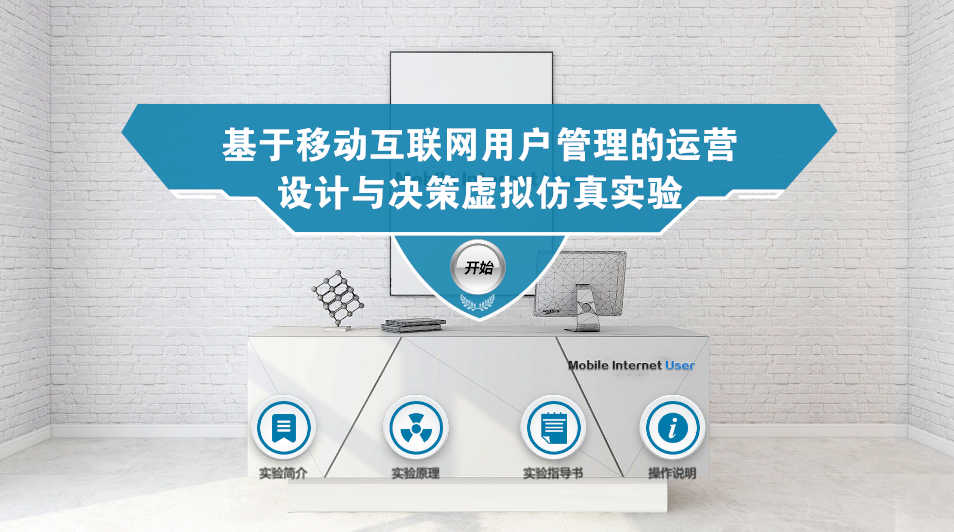 基于移动互联网用户管理的运营
设计与决策虚拟仿真实验
开始
Mobile Internet User
实验简介
实验原理
实验指导书
操作说明